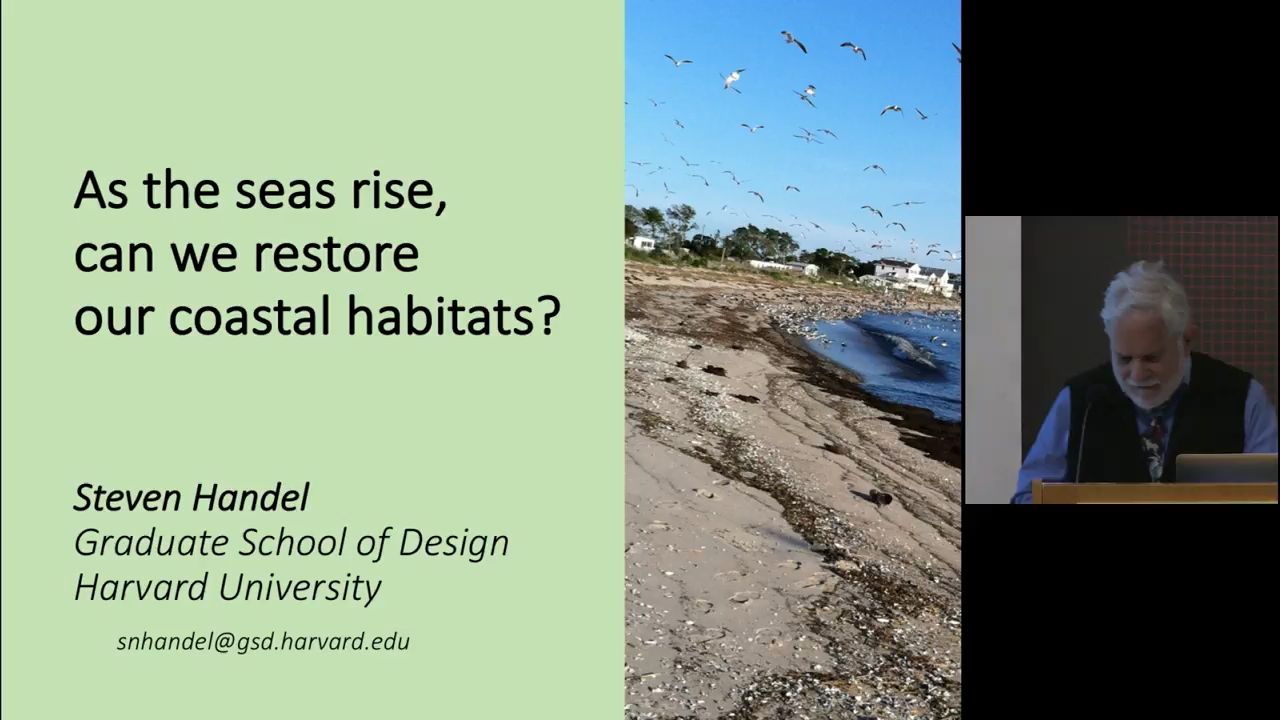 As the seas rise,
can we restore
our coastal habitats?
Steven Handel
Graduate School of Design
Harvard University
snhandel@gsd.harvard.edu